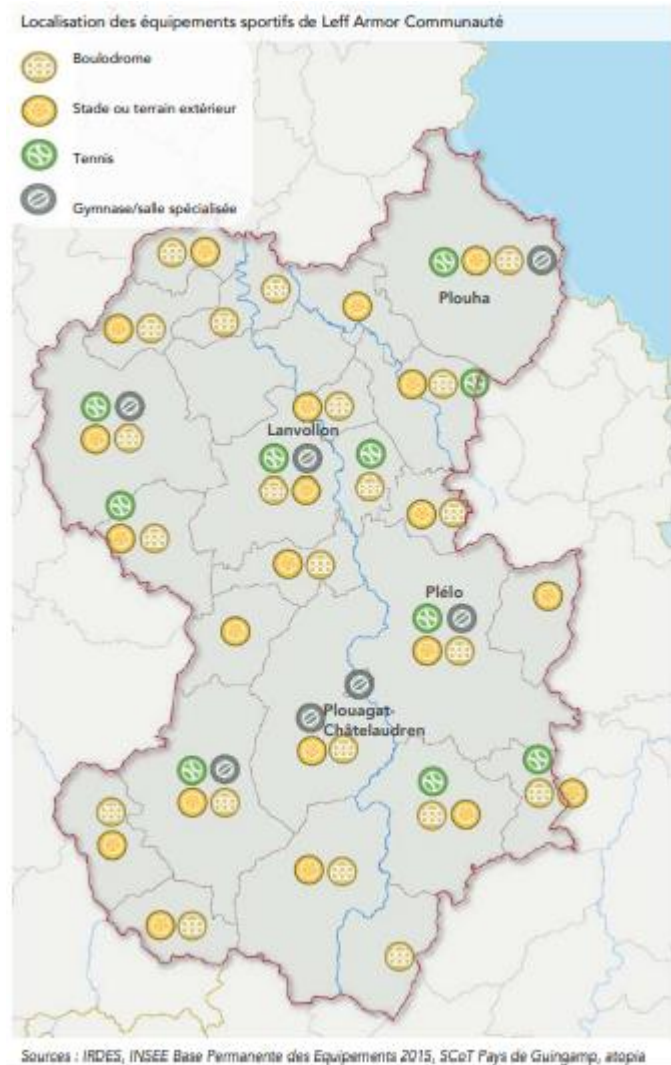 Localisation des équipements sportifs de Leff Armor Communauté
Boulodrome
Stade ou terrain extérieur
Tennis
Gymnase/salle spécialisée
Plouha
Lanvollon
Plélo
Plouagat-
Châtelaudren
Sources : IRDES, INSEE Base Permanente des Equipements 2015, SCoT Pays de Guingamp, atopia